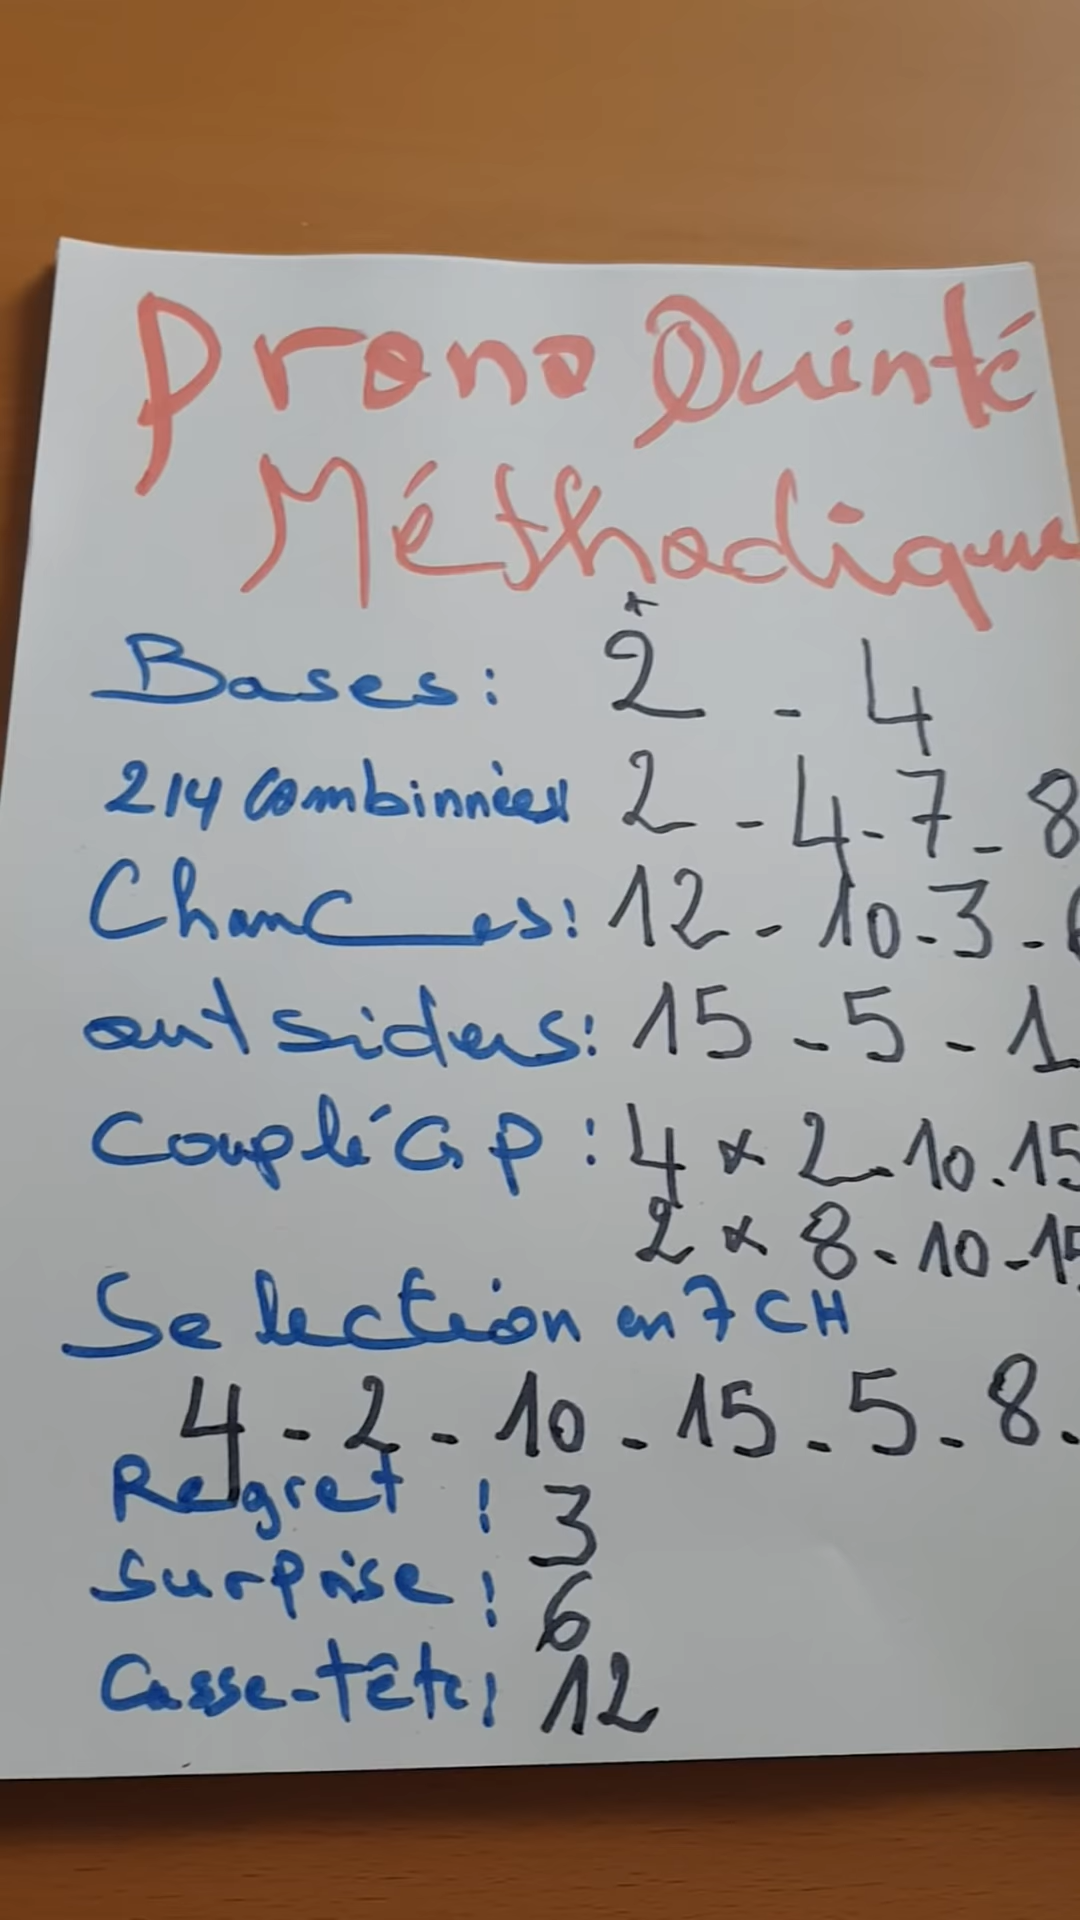 Prono Quinté
Méthodique
Bases: 2* - 4
2/4 combinnées 2 - 4 - 7 - 8
Chances: 12 - 10 - 3 -
outsiders: 15 - 5 - 1
Couplé GP: 4 x 2 - 10 . 15
2 x 8 - 10 - 15
Selection en 7 CH
4 - 2 - 10 - 15 - 5 - 8 -
Regret : 3
Surprise : 6
Casse-tête : 12